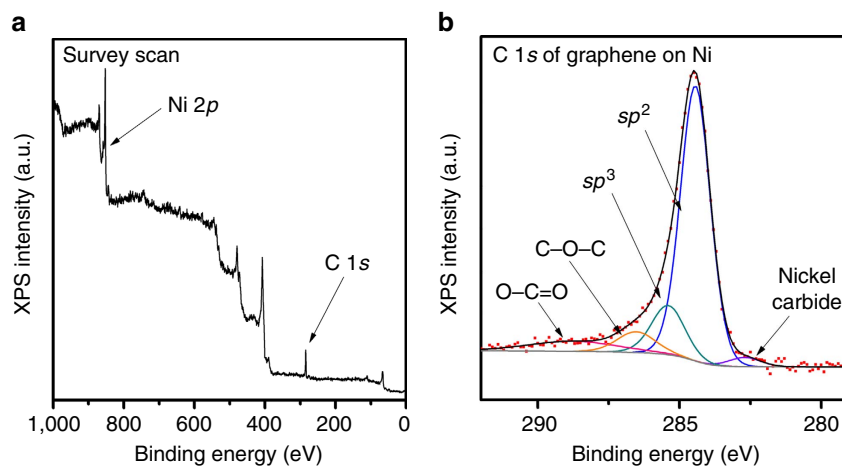 a
Survey scan
Ni 2p
C 1s
XPS intensity (a.u.)
1,000 800 600 400 200 0
Binding energy (eV)
b
C 1s of graphene on Ni
sp2
sp3
C–O–C
O–C=O
Nickel
carbide
XPS intensity (a.u.)
290 285 280
Binding energy (eV)